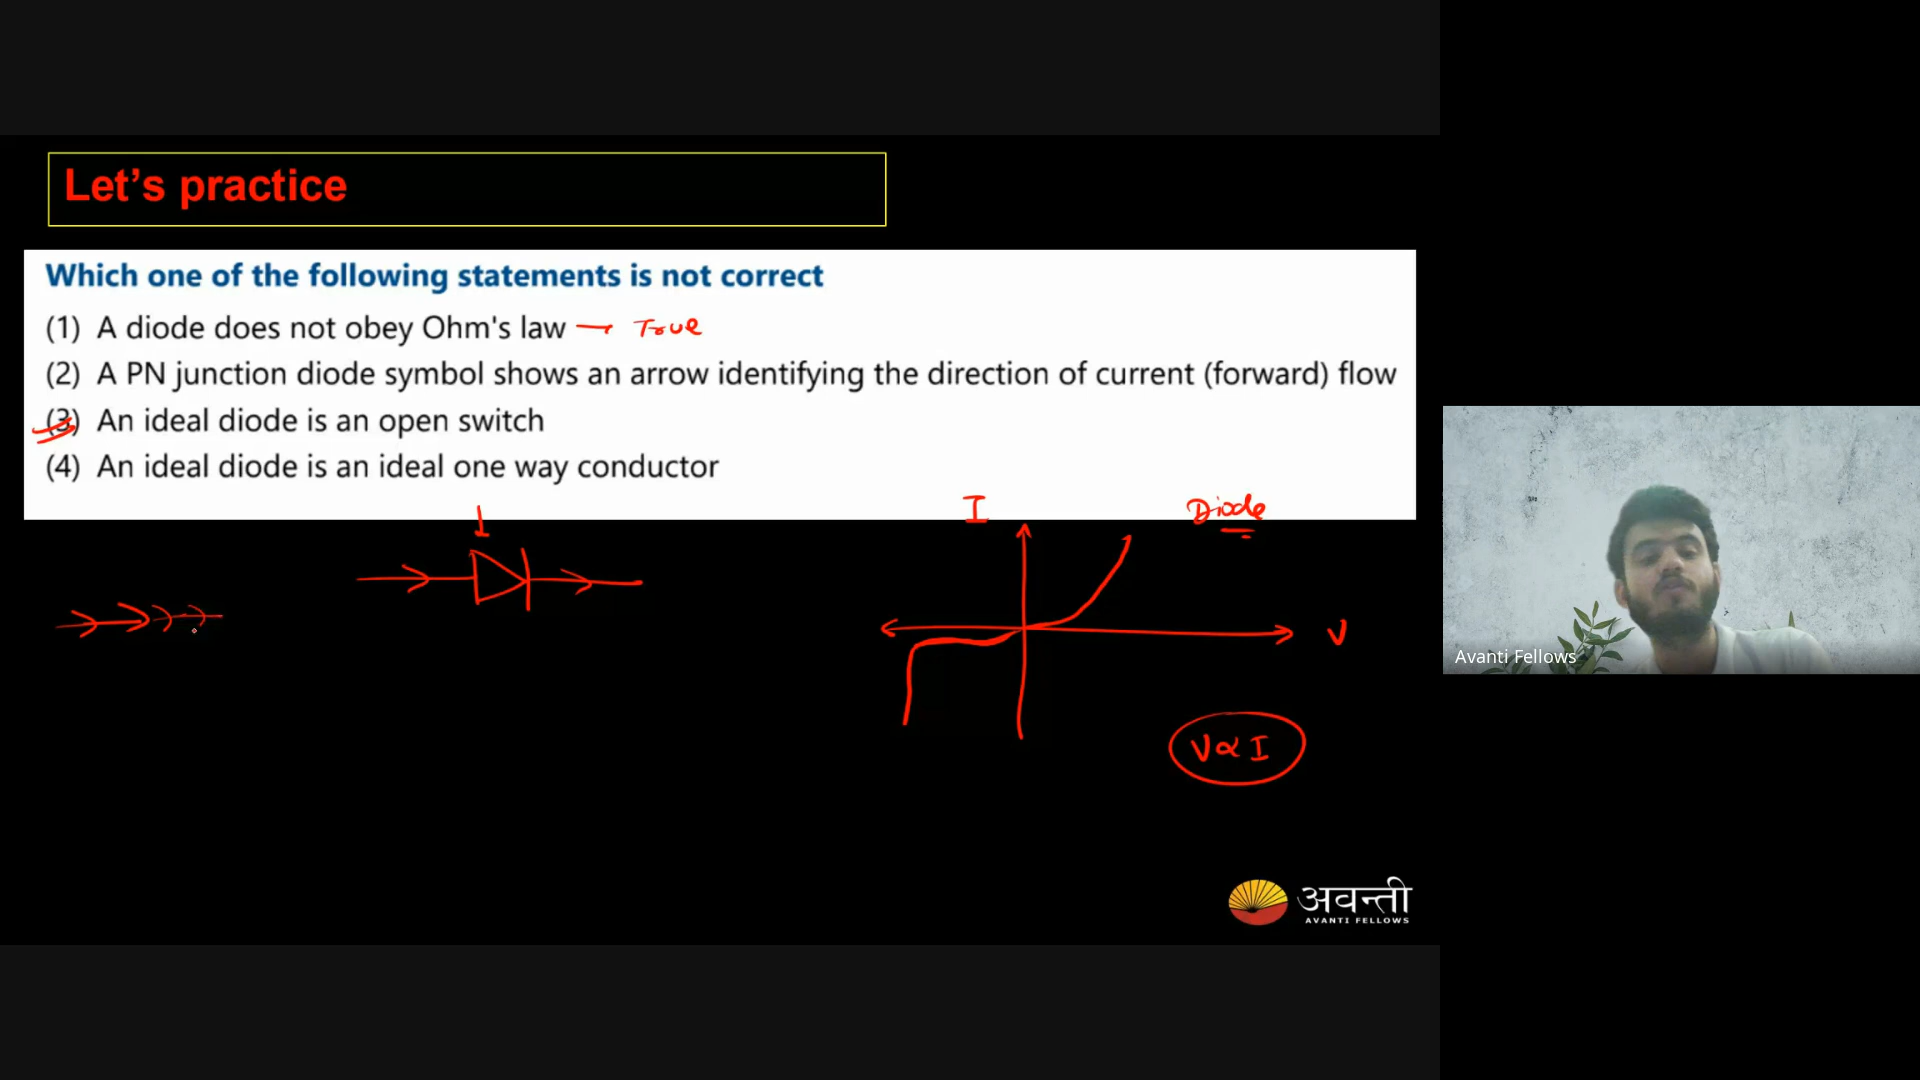 Let's practice
Which one of the following statements is not correct
(1) A diode does not obey Ohm's law → True
(2) A PN junction diode symbol shows an arrow identifying the direction of current (forward) flow
(3) An ideal diode is an open switch
(4) An ideal diode is an ideal one way conductor
I
Diode
V
V ∝ I
Avanti Fellows
अवन्ती
AVANTI FELLOWS